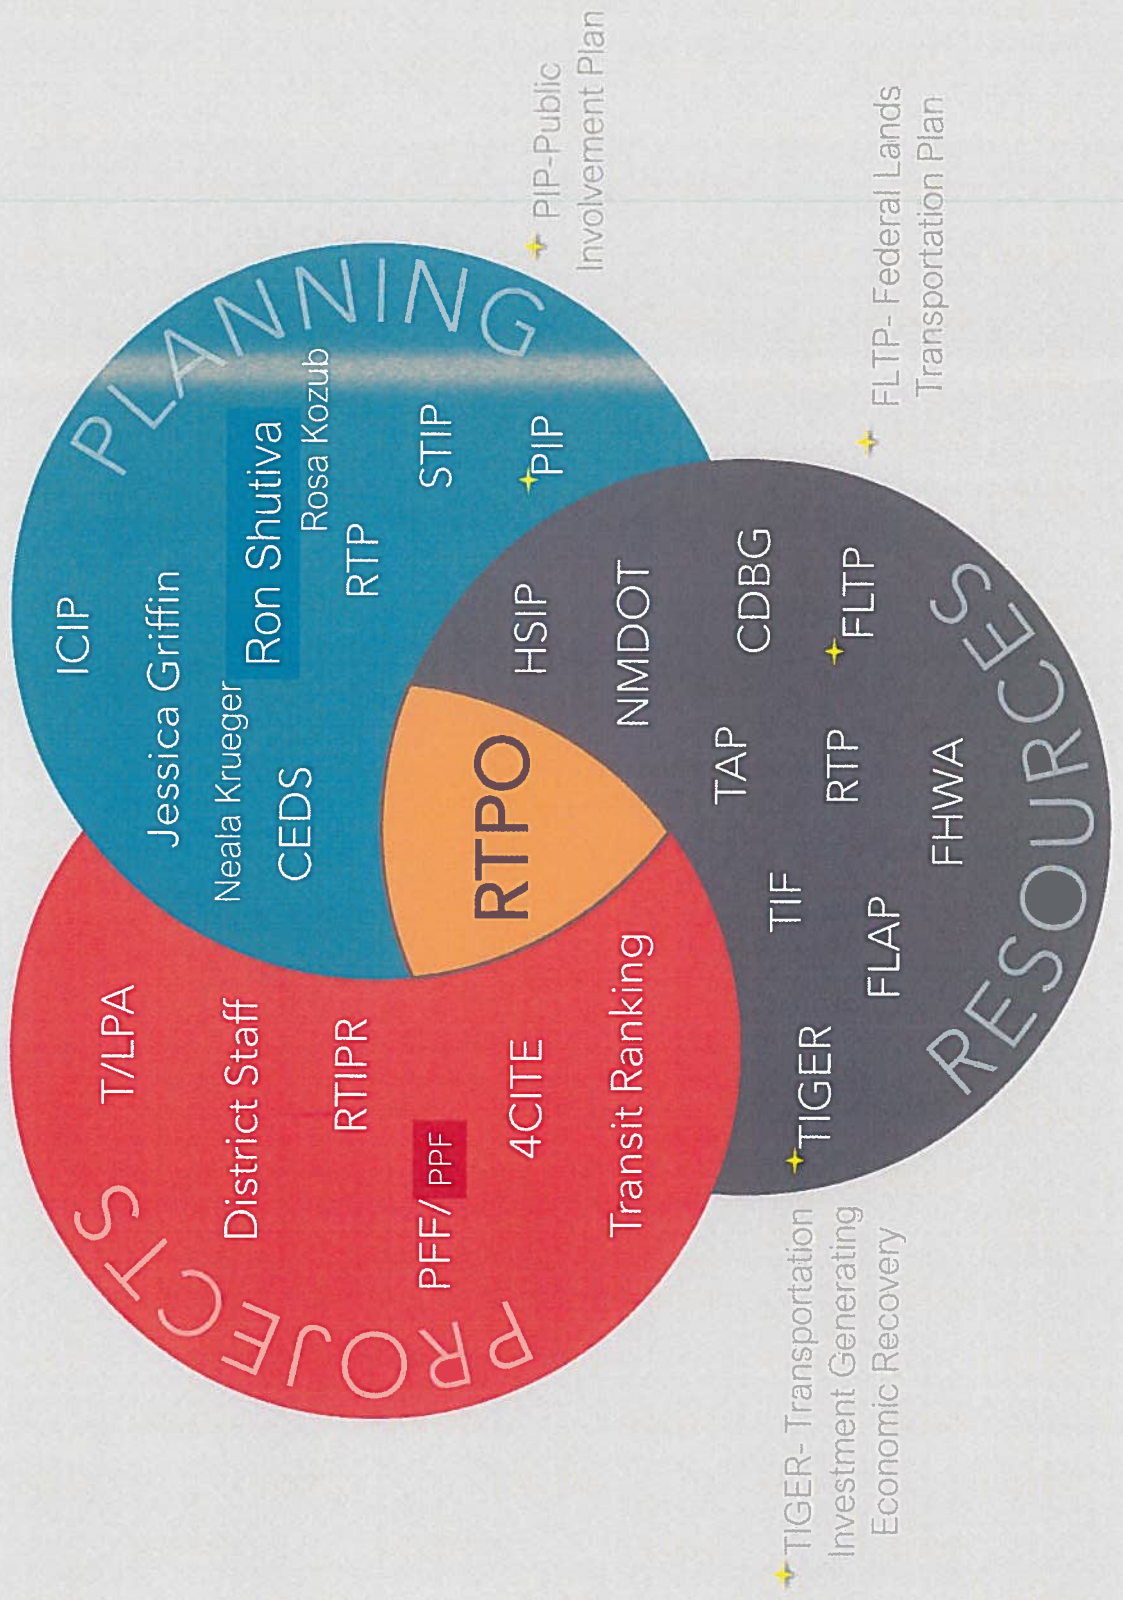 PROJECTS
T/LPA
District Staff
RTIPR
PFF/ PPF
4CITE
Transit Ranking
PLANNING
ICIP
Jessica Griffin
Neala Krueger
Ron Shutiva
CEDS
Rosa Kozub
RTP
STIP
PIP
RTPO
RESOURCES
HSIP
NMDOT
TAP
CDBG
TIF
TIGER
RTP
FLTP
FLAP
FHWA
PIP-Public
Involvement Plan
FLTP- Federal Lands
Transportation Plan
TIGER- Transportation
Investment Generating
Economic Recovery